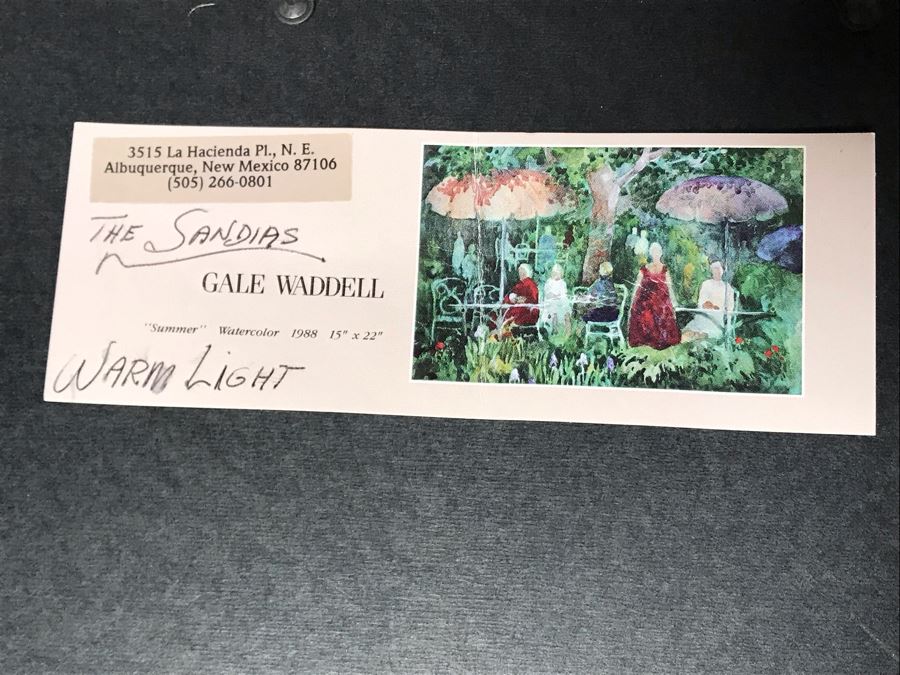 3515 La Hacienda Pl., N. E.
Albuquerque, New Mexico 87106
(505) 266-0801
THE SANDIAS
GALE WADDELL
"Summer" Watercolor 1988 15" x 22"
WARM LIGHT